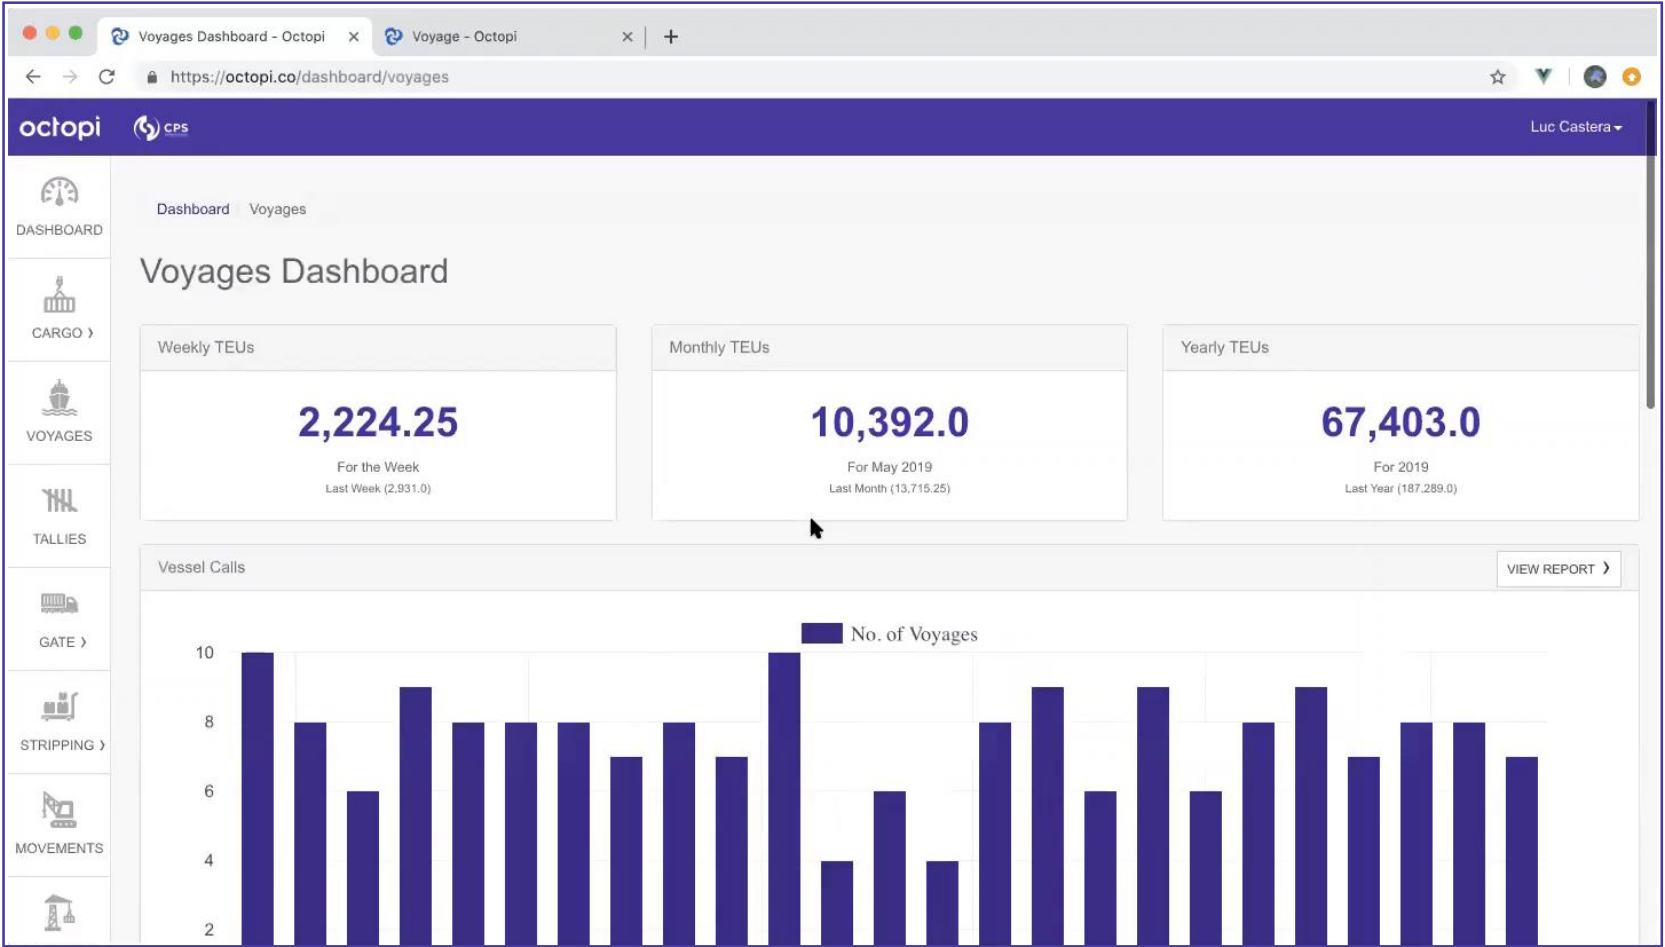 Voyages Dashboard - Octopi
Voyage - Octopi
https://octopi.co/dashboard/voyages
octopi
CPS
Luc Castera
DASHBOARD
CARGO
VOYAGES
TALLIES
GATE
STRIPPING
MOVEMENTS
Dashboard Voyages
Voyages Dashboard
Weekly TEUs
2,224.25
For the Week
Last Week (2,931.0)
Monthly TEUs
10,392.0
For May 2019
Last Month (13,715.25)
Yearly TEUs
67,403.0
For 2019
Last Year (187,289.0)
Vessel Calls
VIEW REPORT
No. of Voyages
10
8
6
4
2